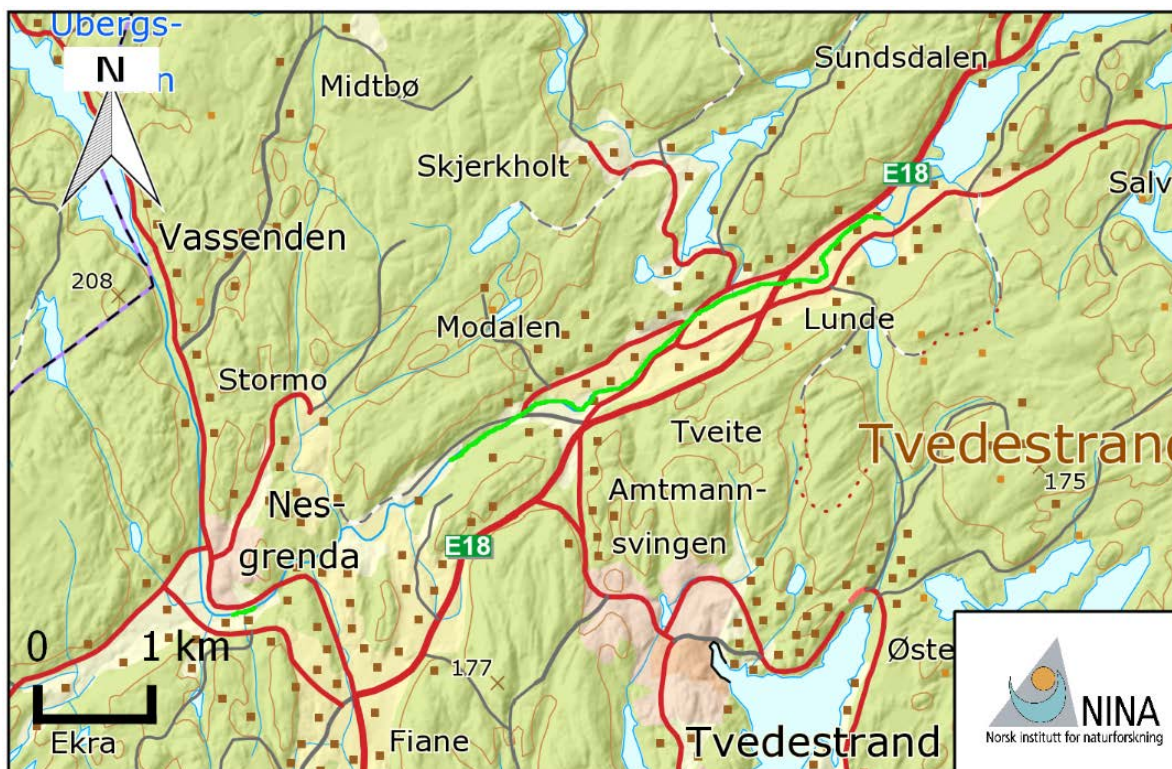 Ubergs-
N
Midtbø
Sundsdalen
Skjerkholt
E18
Salv
Vassenden
208
Modalen
Lunde
Stormo
Tveite
Tvedestrand
175
Nes-
grenda
Amtmann-
svingen
E18
0
1 km
177
Øste
Ekra
Fiane
Tvedestrand
NINA
Norsk institutt for naturforskning